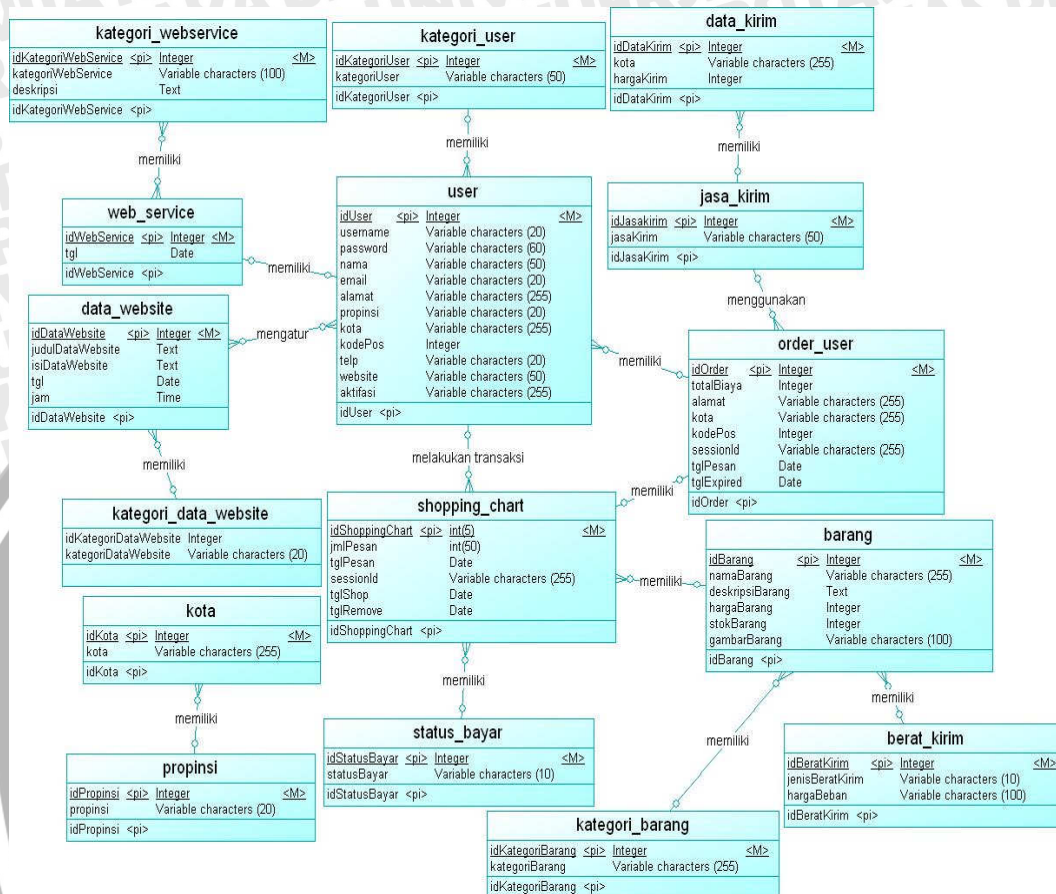 kategori_webservice
idKategoriWebService <pi> Integer <M>
kategoriWebService Variable characters (100)
deskripsi Text
idKategoriWebService <pi>
kategori_user
idKategoriUser <pi> Integer <M>
kategoriUser Variable characters (50)
idKategoriUser <pi>
data_kirim
idDataKirim <pi> Integer <M>
kota Variable characters (255)
hargaKirim Integer
idDataKirim <pi>
memiliki
memiliki
memiliki
web_service
idWebService <pi> Integer <M>
tgl Date
idWebService <pi>
memiliki
user
idUser <pi> Integer <M>
username Variable characters (20)
password Variable characters (60)
nama Variable characters (50)
email Variable characters (20)
alamat Variable characters (255)
propinsi Variable characters (20)
kota Variable characters (255)
kodePos Integer
telp Variable characters (20)
website Variable characters (50)
aktifasi Variable characters (255)
idUser <pi>
jasa_kirim
idJasakirim <pi> Integer <M>
jasaKirim Variable characters (50)
idJasaKirim <pi>
menggunakan
data_website
idDataWebsite <pi> Integer <M>
judulDataWebsite Text
isiDataWebsite Text
tgl Date
jam Time
idDataWebsite <pi>
mengatur
memiliki
order_user
idOrder <pi> Integer <M>
totalBiaya Integer
alamat Variable characters (255)
kota Variable characters (255)
kodePos Integer
sessionId Variable characters (255)
tglPesan Date
tglExpired Date
idOrder <pi>
memiliki
melakukan transaksi
memiliki
kategori_data_website
idKategoriDataWebsite Integer
kategoriDataWebsite Variable characters (20)
shopping_chart
idShoppingChart <pi> int(5) <M>
jmlPesan int(50)
tglPesan Date
sessionId Variable characters (255)
tglShop Date
tglRemove Date
idShoppingChart <pi>
memiliki
barang
idBarang <pi> Integer <M>
namaBarang Variable characters (255)
deskripsiBarang Text
hargaBarang Integer
stokBarang Integer
gambarBarang Variable characters (100)
idBarang <pi>
kota
idKota <pi> Integer <M>
kota Variable characters (255)
idKota <pi>
memiliki
memiliki
memiliki
memiliki
propinsi
idPropinsi <pi> Integer <M>
propinsi Variable characters (20)
idPropinsi <pi>
status_bayar
idStatusBayar <pi> Integer <M>
statusBayar Variable characters (10)
idStatusBayar <pi>
berat_kirim
idBeratKirim <pi> Integer <M>
jenisBeratKirim Variable characters (10)
hargaBeban Variable characters (100)
idBeratKirim <pi>
kategori_barang
idKategoriBarang <pi> Integer <M>
kategoriBarang Variable characters (255)
idKategoriBarang <pi>